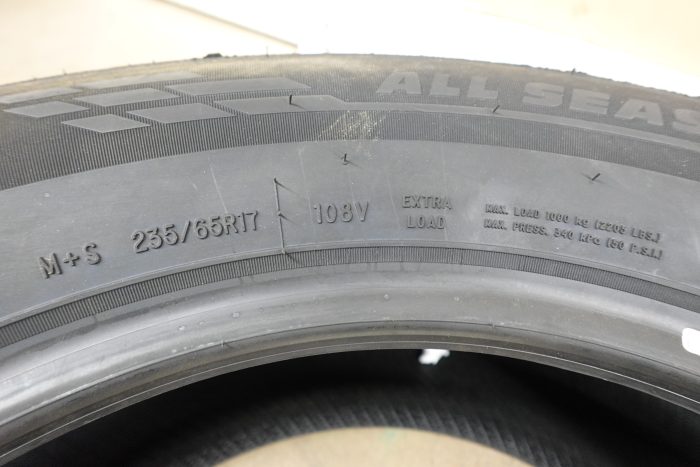 ALL SEAS
M+S 235/65R17 108V
EXTRA
LOAD
MAX. LOAD 1000 kg (2205 LBS.)
MAX. PRESS. 340 kPa (50 P.S.I.)